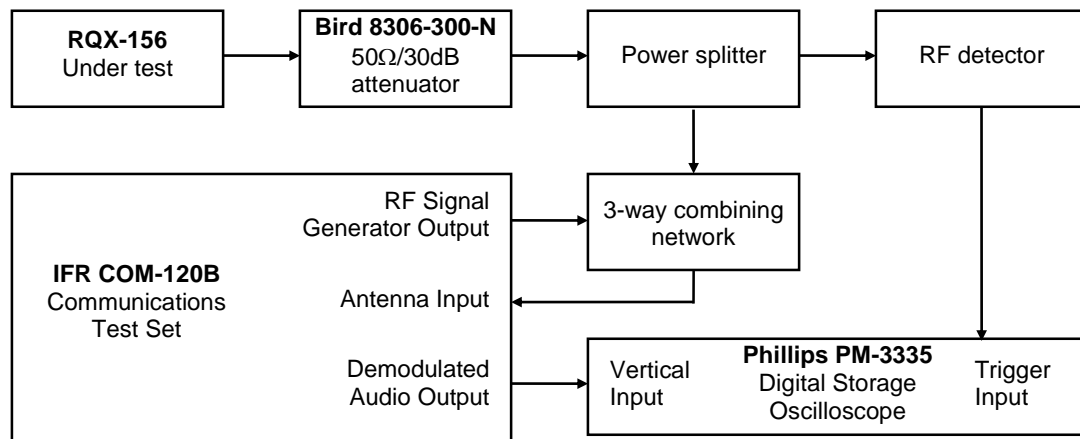 RQX-156
Under test
Bird 8306-300-N
50Ω/30dB
attenuator
Power splitter
RF detector
RF Signal
Generator Output
3-way combining
network
IFR COM-120B
Communications
Test Set
Antenna Input
Demodulated
Audio Output
Vertical
Input
Phillips PM-3335
Digital Storage
Oscilloscope
Trigger
Input